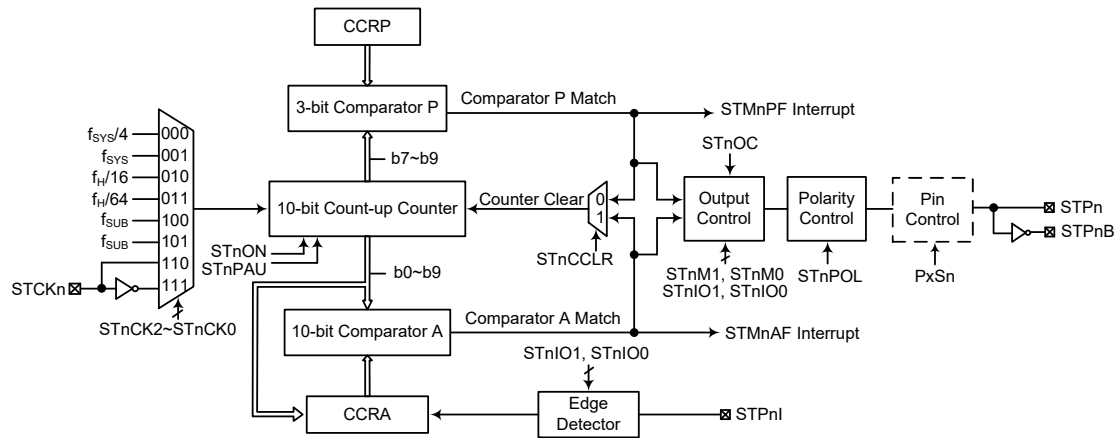 CCRP
3-bit Comparator P
Comparator P Match
STMnPF Interrupt
b7~b9
fSYS/4
000
fSYS
001
fH/16
010
fH/64
011
fSUB
100
fSUB
101
110
111
STCKn
STnCK2~STnCK0
10-bit Count-up Counter
STnON
STnPAU
Counter Clear
0
1
STnCCLR
STnOC
Output
Control
STnM1, STnM0
STnIO1, STnIO0
Polarity
Control
STnPOL
Pin
Control
PxSn
STPn
STPnB
b0~b9
10-bit Comparator A
Comparator A Match
STMnAF Interrupt
STnIO1, STnIO0
CCRA
Edge
Detector
STPnI